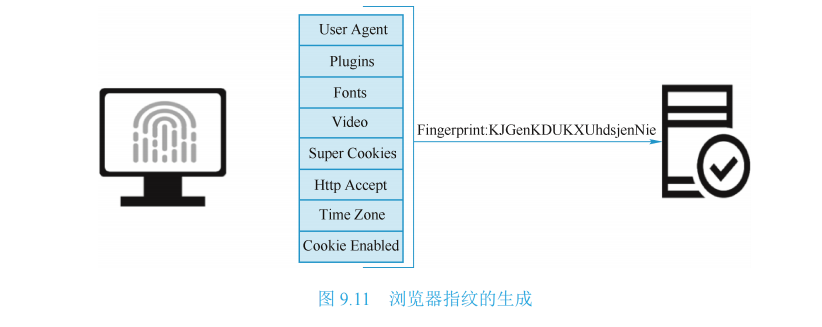 User Agent
Plugins
Fonts
Video
Super Cookies
Http Accept
Time Zone
Cookie Enabled
Fingerprint:KJGenKDUKXUhdsjenNie
图 9.11 浏览器指纹的生成